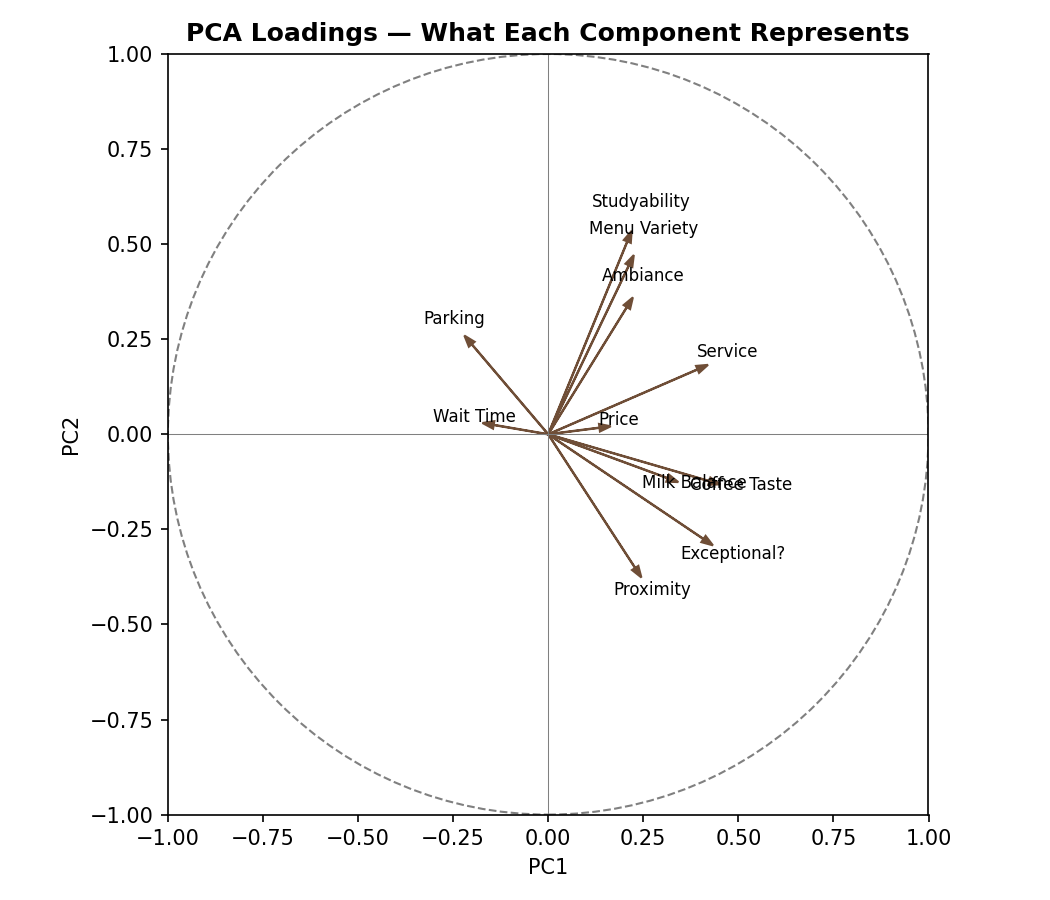 PCA Loadings — What Each Component Represents
1.00
0.75
0.50
0.25
0.00
−0.25
−0.50
−0.75
−1.00
PC2
Studyability
Menu Variety
Ambiance
Parking
Service
Wait Time
Price
Milk Balance
Coffee Taste
Exceptional?
Proximity
−1.00 −0.75 −0.50 −0.25 0.00 0.25 0.50 0.75 1.00
PC1